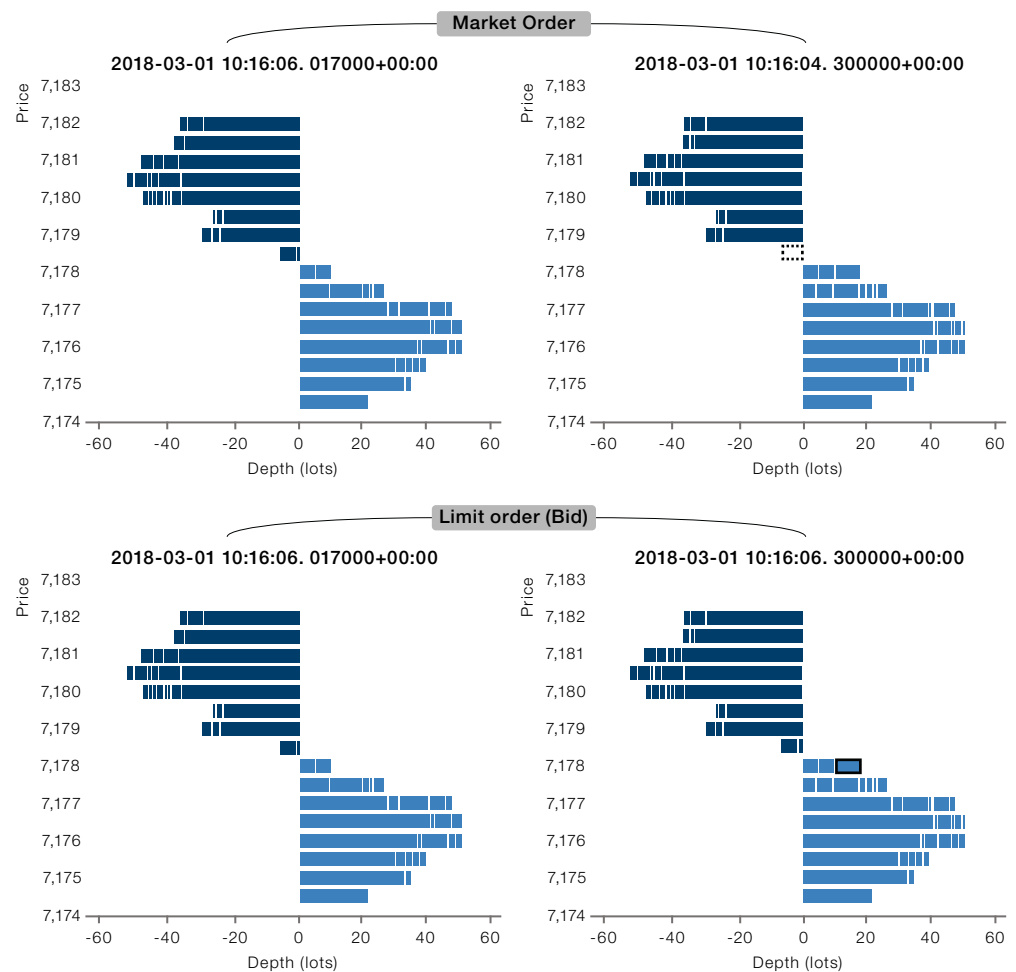 Market Order
2018-03-01 10:16:06. 017000+00:00
Price
7,183
7,182
7,181
7,180
7,179
7,178
7,177
7,176
7,175
7,174
-60 -40 -20 0 20 40 60
Depth (lots)
2018-03-01 10:16:04. 300000+00:00
Price
7,183
7,182
7,181
7,180
7,179
7,178
7,177
7,176
7,175
7,174
-60 -40 -20 0 20 40 60
Depth (lots)
Limit order (Bid)
2018-03-01 10:16:06. 017000+00:00
Price
7,183
7,182
7,181
7,180
7,179
7,178
7,177
7,176
7,175
7,174
-60 -40 -20 0 20 40 60
Depth (lots)
2018-03-01 10:16:06. 300000+00:00
Price
7,183
7,182
7,181
7,180
7,179
7,178
7,177
7,176
7,175
7,174
-60 -40 -20 0 20 40 60
Depth (lots)